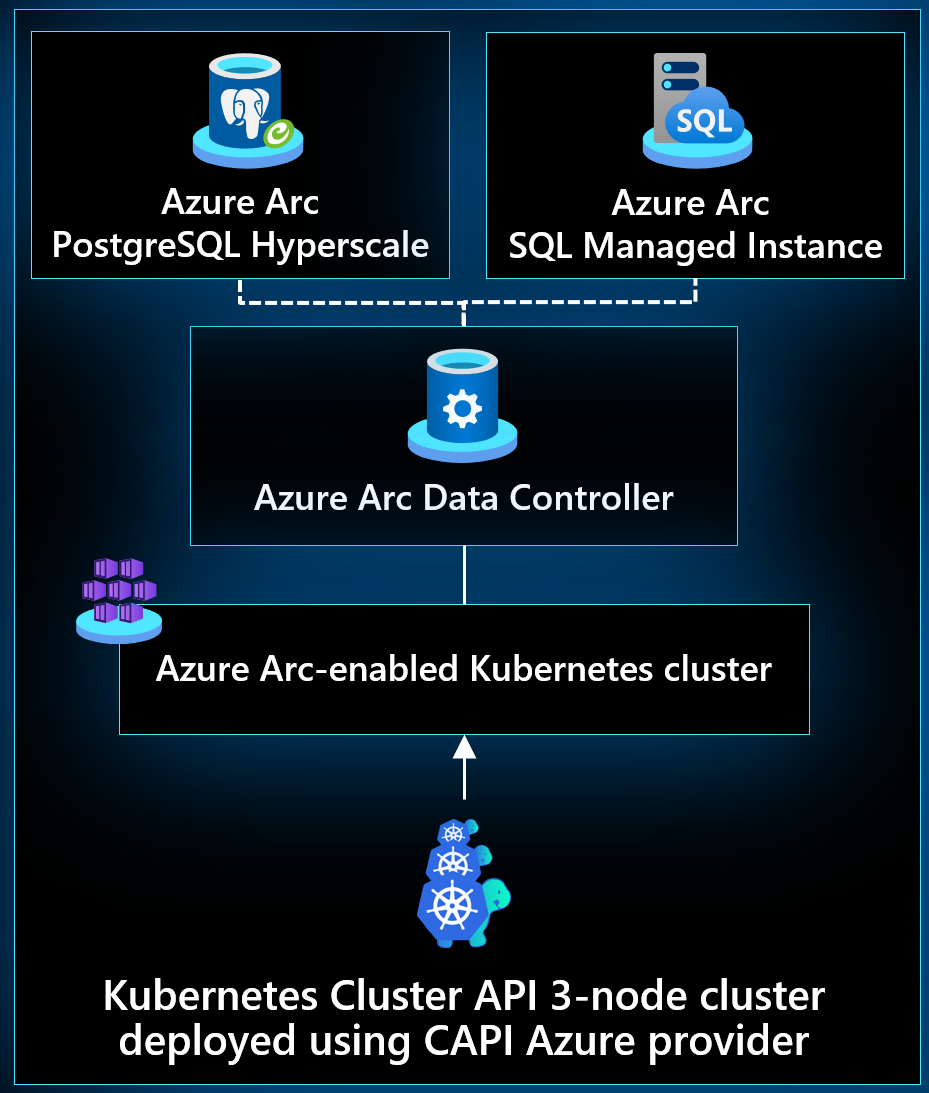 Azure Arc
PostgreSQL Hyperscale
SQL
Azure Arc
SQL Managed Instance
Azure Arc Data Controller
Azure Arc-enabled Kubernetes cluster
Kubernetes Cluster API 3-node cluster
deployed using CAPI Azure provider